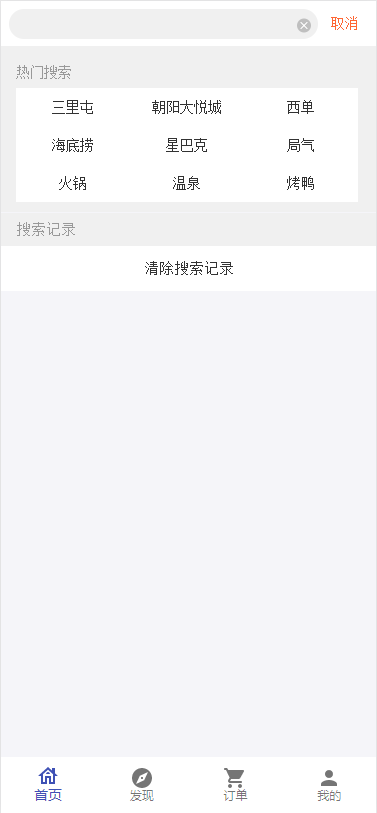 取消
热门搜索
三里屯 朝阳大悦城 西单
海底捞 星巴克 局气
火锅 温泉 烤鸭
搜索记录
清除搜索记录
首页 发现 订单 我的